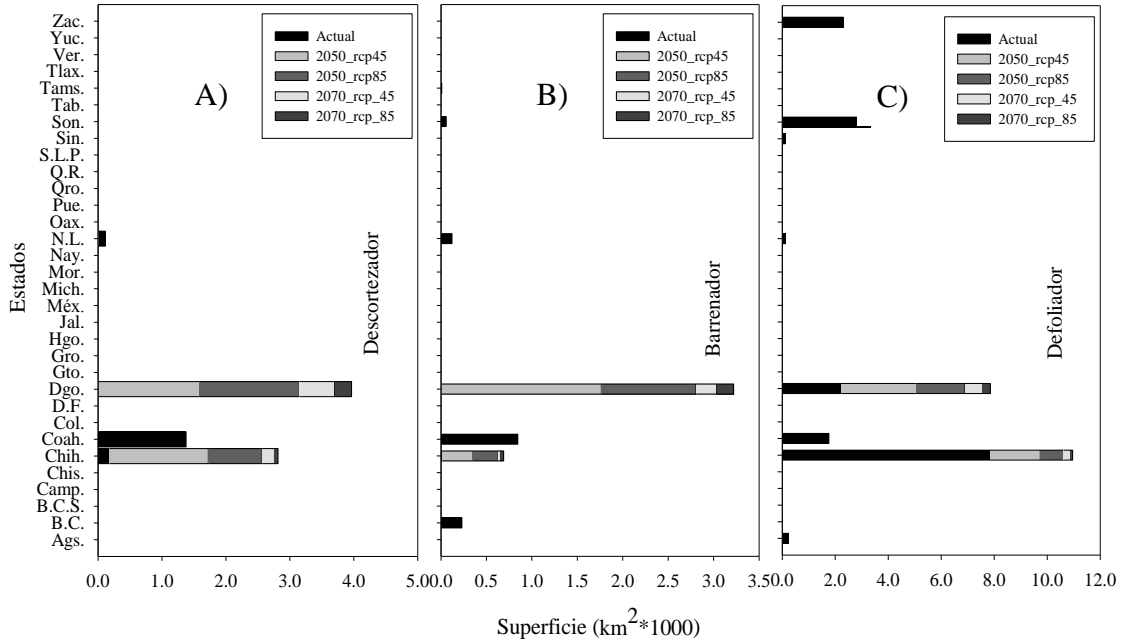 Estados
Zac.
Yuc.
Ver.
Tlax.
Tams.
Tab.
Son.
Sin.
S.L.P.
Q.R.
Qro.
Pue.
Oax.
N.L.
Nay.
Mor.
Mich.
Méx.
Jal.
Hgo.
Gro.
Gto.
Dgo.
D.F.
Col.
Coah.
Chih.
Chis.
Camp.
B.C.S.
B.C.
Ags.
A)
Actual
2050_rcp45
2050_rcp85
2070_rcp_45
2070_rcp_85
Descortezador
0.0 1.0 2.0 3.0 4.0 5.0
B)
Actual
2050_rcp45
2050_rcp85
2070_rcp_45
2070_rcp_85
Barrenador
0.0 0.5 1.0 1.5 2.0 2.5 3.0 3.5
C)
Actual
2050_rcp45
2050_rcp85
2070_rcp_45
2070_rcp_85
Defoliador
0.0 2.0 4.0 6.0 8.0 10.0 12.0
Superficie (km²*1000)